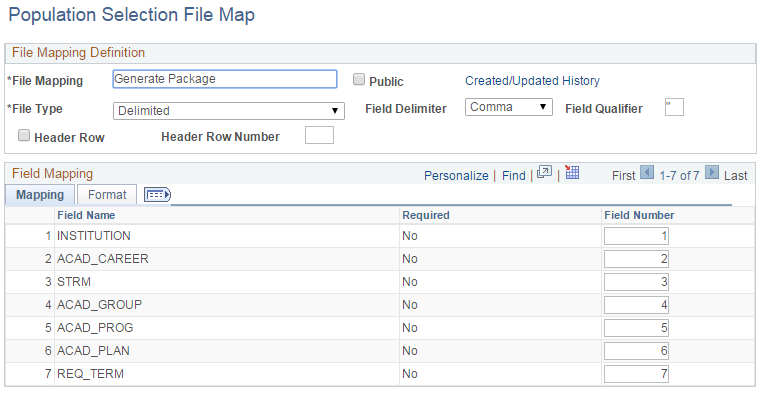 Population Selection File Map
File Mapping Definition
*File Mapping Generate Package Public Created/Updated History
*File Type Delimited Field Delimiter Comma Field Qualifier "
Header Row Header Row Number
Field Mapping Personalize | Find | | First 1-7 of 7 Last
Mapping Format
Field Name Required Field Number
1 INSTITUTION No 1
2 ACAD_CAREER No 2
3 STRM No 3
4 ACAD_GROUP No 4
5 ACAD_PROG No 5
6 ACAD_PLAN No 6
7 REQ_TERM No 7